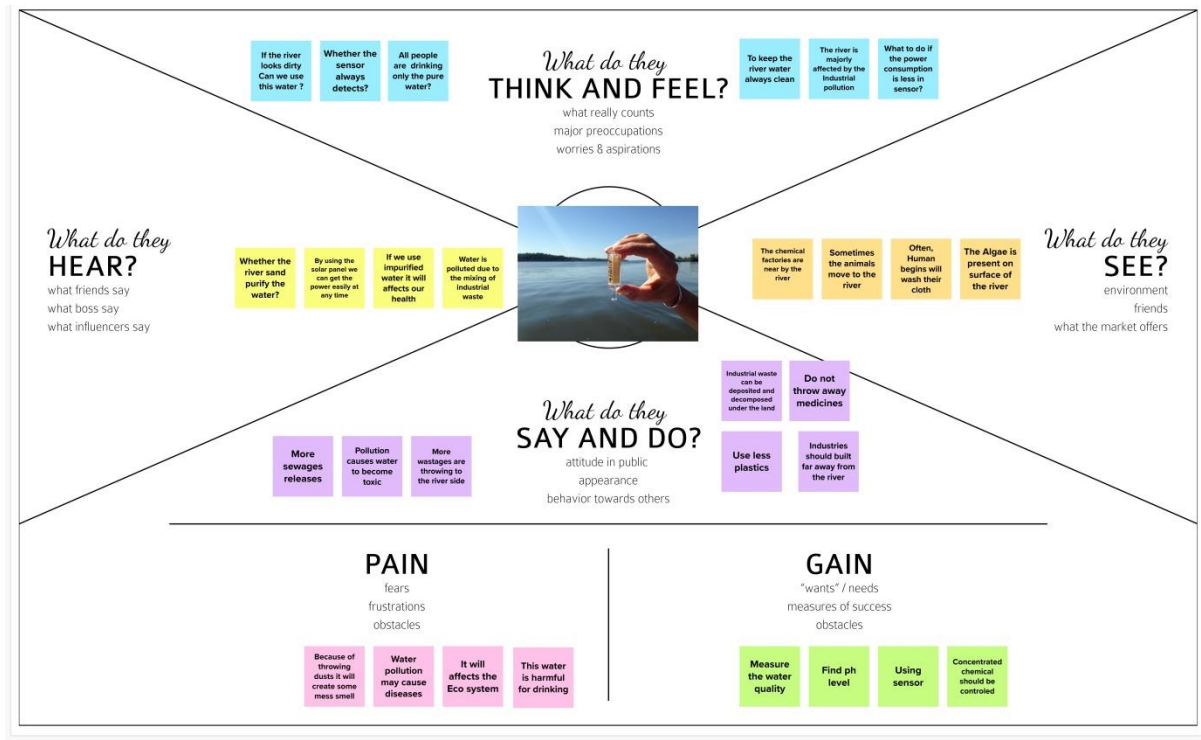 If the river
looks dirty
Can we use
this water ?
Whether the
sensor
always
detects?
All people
are drinking
only the pure
water?
What do they
THINK AND FEEL?
what really counts
major preoccupations
worries & aspirations
To keep the
river water
always clean
The river is
majorly
affected by the
Industrial
pollution
What to do if
the power
consumption
is less in
sensor?
What do they
HEAR?
what friends say
what boss say
what influencers say
Whether the
river sand
purify the
water?
By using the
solar panel we
can get the
power easily at
any time
If we use
impurified
water it will
affects our
health
Water is
polluted due to
the mixing of
industrial
waste
The chemical
factories are
near by the
river
Sometimes
the animals
move to the
river
Often,
Human
begins will
wash their
cloth
The Algae is
present on
surface of
the river
What do they
SEE?
environment
friends
what the market offers
What do they
SAY AND DO?
attitude in public
appearance
behavior towards others
More
sewages
releases
Pollution
causes water
to become
toxic
More
wastages are
throwing to
the river side
Industrial waste
can be
deposited and
decomposed
under the land
Do not
throw away
medicines
Use less
plastics
Industries
should built
far away from
the river
PAIN
fears
frustrations
obstacles
Because of
throwing
dusts it will
create some
mess smell
Water
pollution
may cause
diseases
It will
affects the
Eco system
This water
is harmful
for drinking
GAIN
"wants" / needs
measures of success
obstacles
Measure
the water
quality
Find ph
level
Using
sensor
Concentrated
chemical
should be
controled